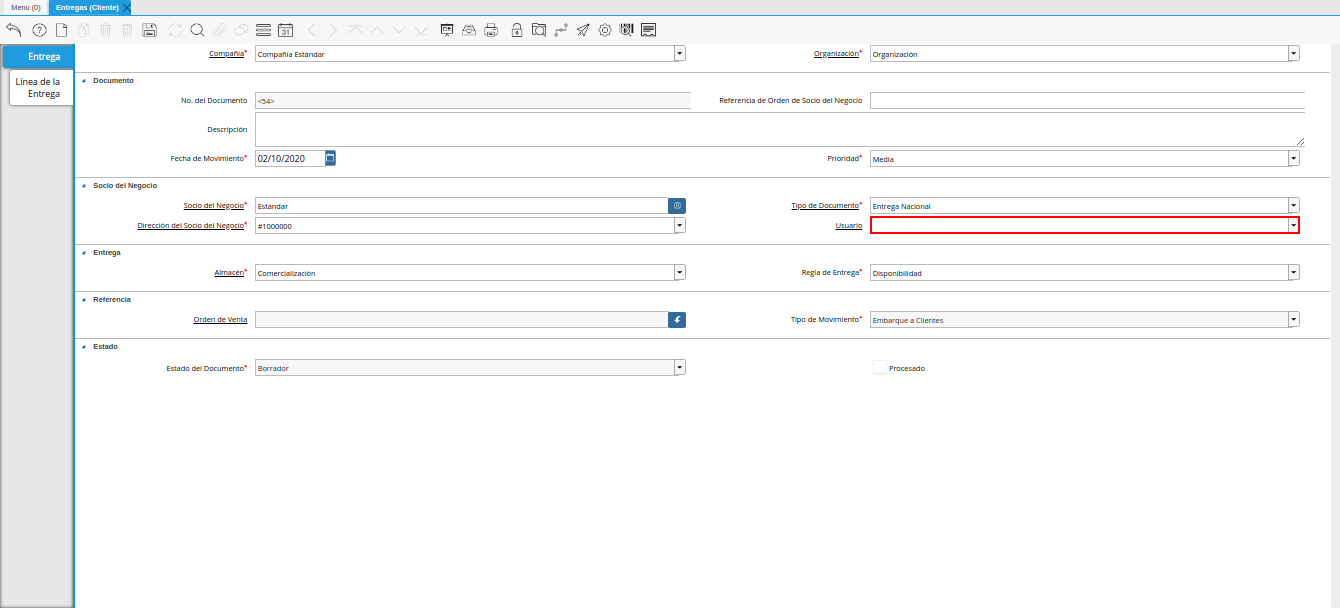 Menú (0) Entregas (Cliente)
31
Entrega
Línea de la
Entrega
Compañía* Compañía Estándar Organización* Organización
Documento
No. del Documento <54> Referencia de Orden de Socio del Negocio
Descripción
Fecha de Movimiento* 02/10/2020 Prioridad* Media
Socio del Negocio
Socio del Negocio* Estándar Tipo de Documento* Entrega Nacional
Dirección del Socio del Negocio* #1000000 Usuario
Entrega
Almacén* Comercialización Regla de Entrega* Disponibilidad
Referencia
Orden de Venta Tipo de Movimiento* Embarque a Clientes
Estado
Estado del Documento* Borrador Procesado